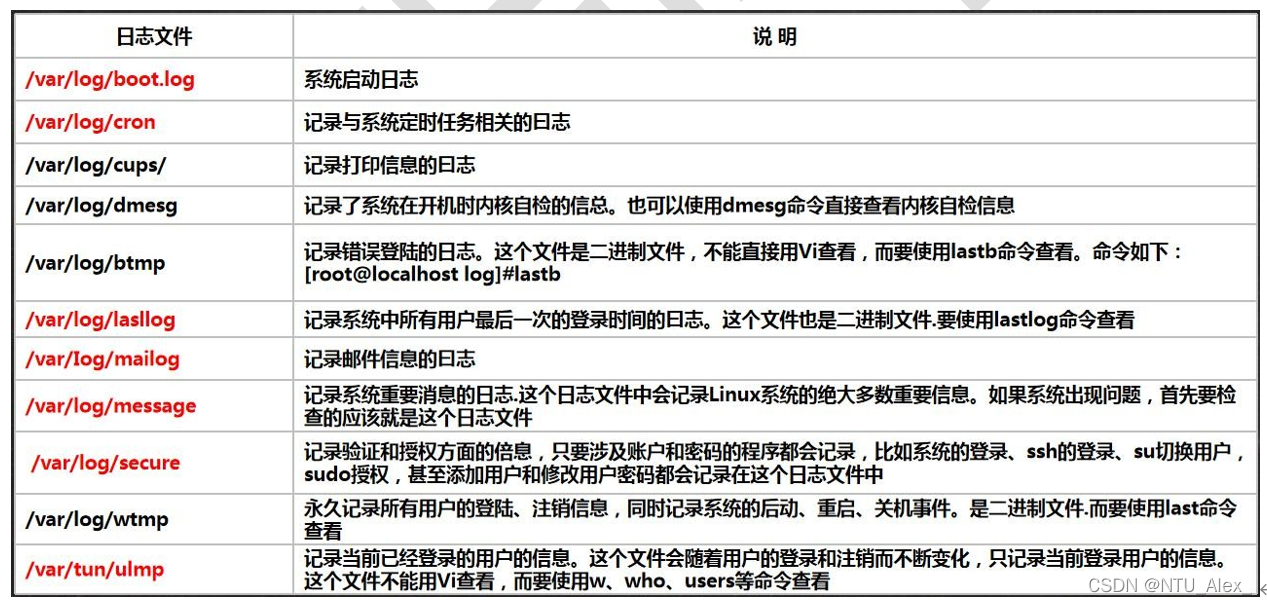 日志文件 说 明
/var/log/boot.log 系统启动日志
/var/log/cron 记录与系统定时任务相关的曰志
/var/log/cups/ 记录打印信息的曰志
/var/log/dmesg 记录了系统在开机时内核自检的信总。也可以使用dmesg命令直接查看内核自检信息
/var/log/btmp 记录错误登陆的日志。这个文件是二进制文件，不能直接用Vi查看，而要使用lastb命令查看。命令如下：
[root@localhost log]#lastb
/var/log/lasllog 记录系统中所有用户最后一次的登录时间的曰志。这个文件也是二进制文件.要使用lastlog命令查看
/var/Iog/mailog 记录邮件信息的曰志
/var/log/message 记录系统重要消息的日志.这个日志文件中会记录Linux系统的绝大多数重要信息。如果系统出现问题，首先要检
查的应该就是这个日志文件
/var/log/secure 记录验证和授权方面的倍息，只要涉及账户和密码的程序都会记录，比如系统的登录、ssh的登录、su切换用户，
sudo授权，甚至添加用户和修改用户密码都会记录在这个日志文件中
/var/log/wtmp 永久记录所有用户的登陆、注销信息，同时记录系统的后动、重启、关机事件。是二进制文件.而要使用last命令
查看
/var/tun/ulmp 记录当前已经登录的用户的信息。这个文件会随着用户的登录和注销而不断变化，只记录当前登录用户的信息。
这个文件不能用Vi查看，而要使用w、who、users等命令查看
CSDN @NTU_Alex_